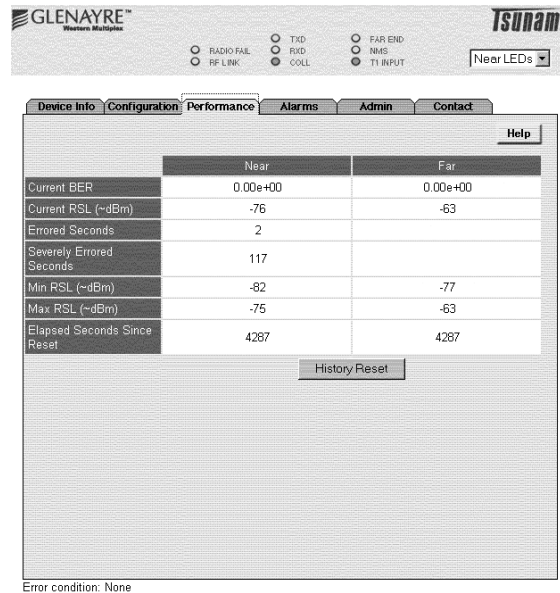 GLENAYRE™
Western Multiplex
Tsunam
RADIO FAIL
RF LINK
TXD
RXD
COLL
FAR END
NMS
T1 INPUT
Near LEDs
Device Info Configuration Performance Alarms Admin Contact
Help
Near Far
Current BER 0.00e+00 0.00e+00
Current RSL (~dBm) -76 -63
Errored Seconds 2
Severely Errored
Seconds 117
Min RSL (~dBm) -82 -77
Max RSL (~dBm) -75 -63
Elapsed Seconds Since
Reset 4287 4287
History Reset
Error condition: None